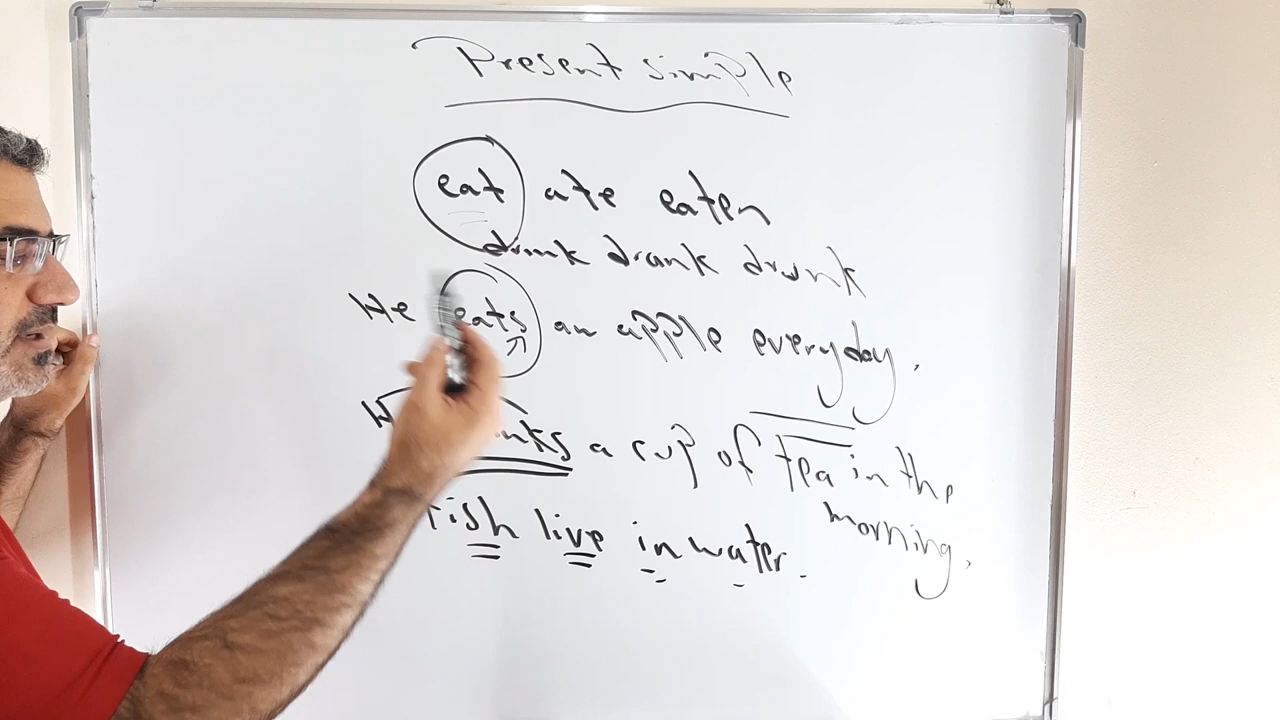 Present simple
eat ate eaten
drink drank drunk
He eats an apple everyday.
a cup of tea in the
morning.
Fish live in water.